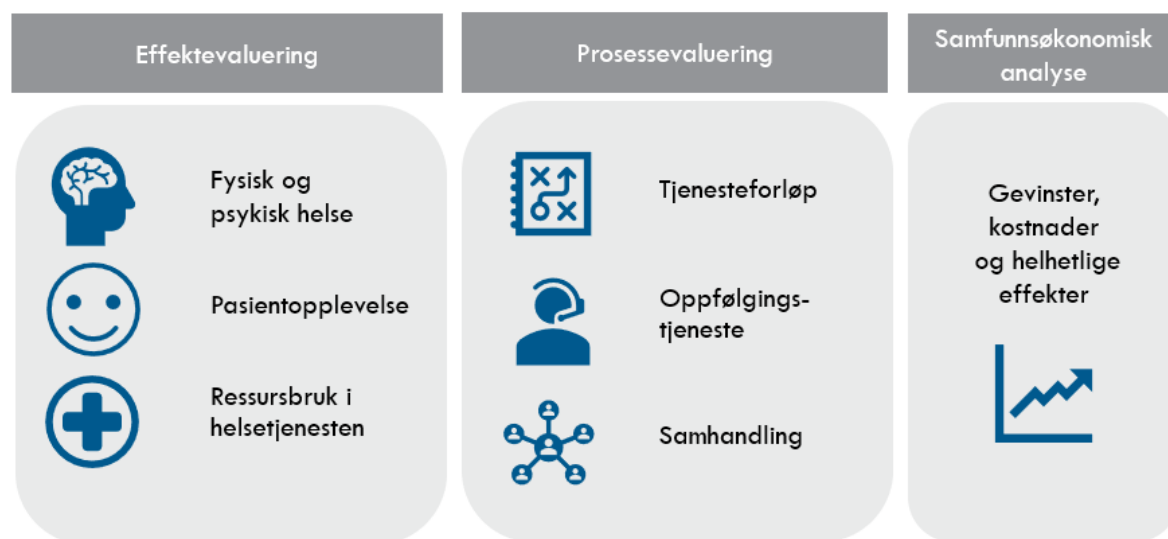 Effektevaluering
Fysisk og
psykisk helse
Pasientopplevelse
Ressursbruk i
helsetjenesten
Prosessevaluering
Tjenesteforløp
Oppfølgings-
tjeneste
Samhandling
Samfunnsøkonomisk
analyse
Gevinster,
kostnader
og helhetlige
effekter